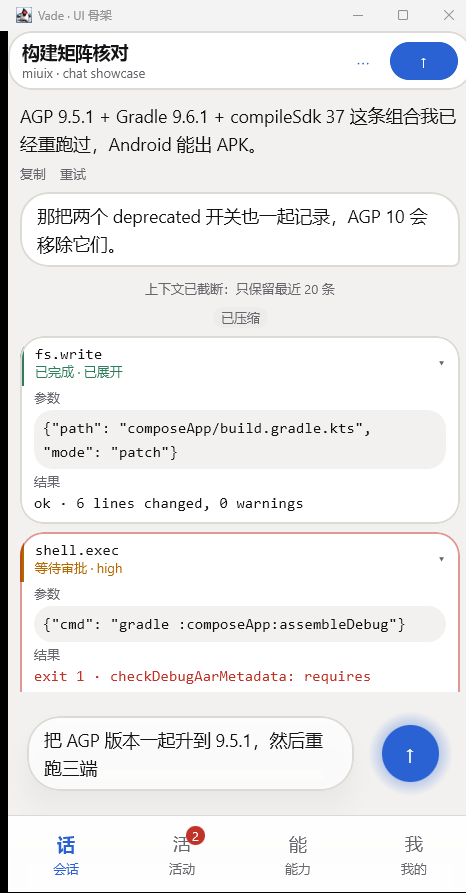 Vade · UI 骨架
构建矩阵核对
miuix · chat showcase
… ↑
AGP 9.5.1 + Gradle 9.6.1 + compileSdk 37 这条组合我已
经重跑过，Android 能出 APK。
复制 重试
那把两个 deprecated 开关也一起记录，AGP 10 会
移除它们。
上下文已截断：只保留最近 20 条
已压缩
fs.write
已完成 · 已展开
参数
{"path": "composeApp/build.gradle.kts",
"mode": "patch"}
结果
ok · 6 lines changed, 0 warnings
shell.exec
等待审批 · high
参数
{"cmd": "gradle :composeApp:assembleDebug"}
结果
exit 1 · checkDebugAarMetadata: requires
把 AGP 版本一起升到 9.5.1，然后重
跑三端
↑
话 活 2 能 我
会话 活动 能力 我的